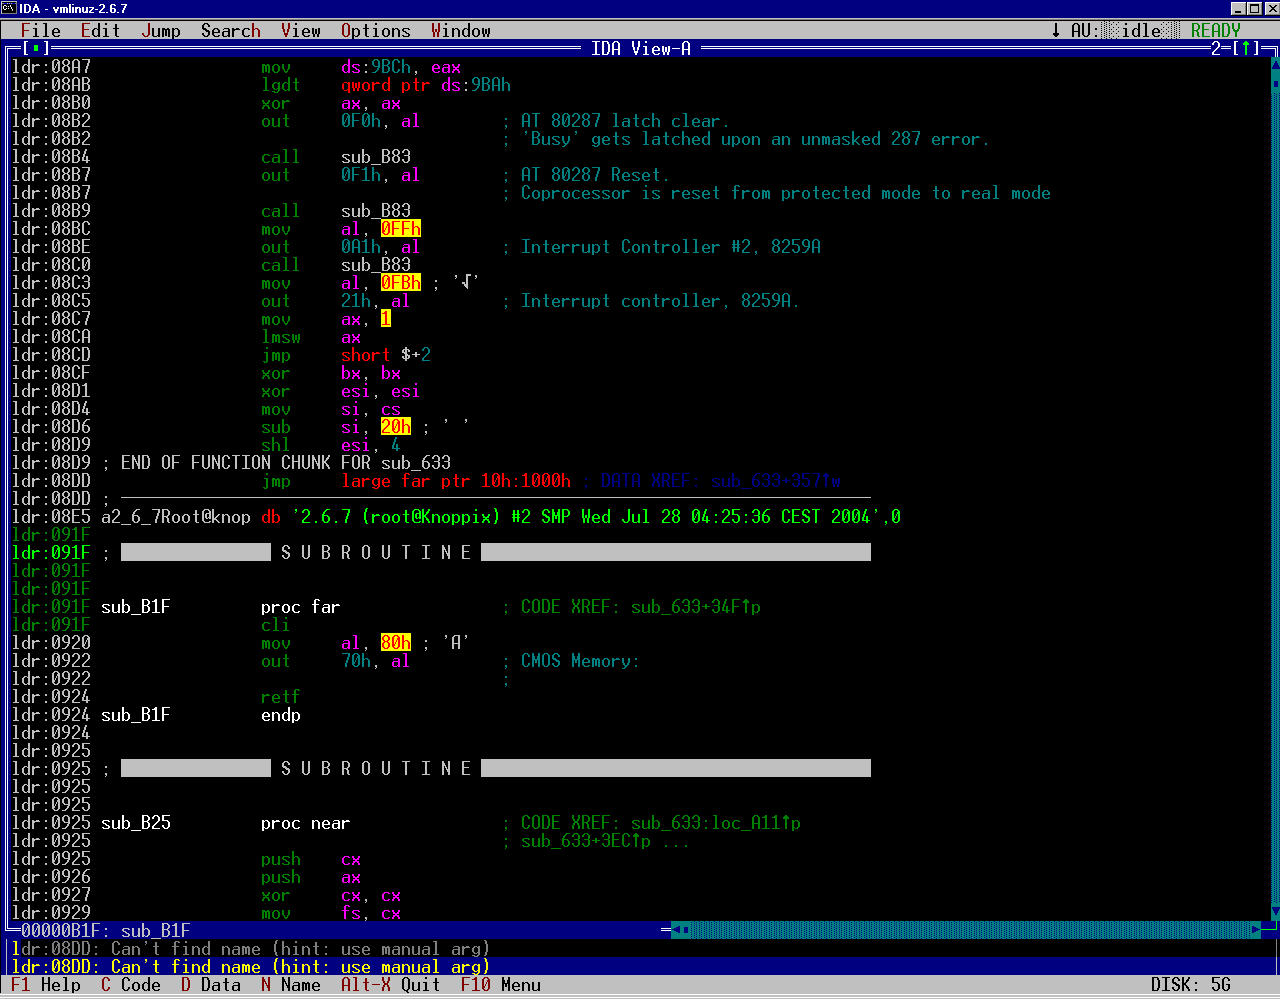 IDA - vmlinuz-2.6.7
File Edit Jump Search View Options Window ↓ AU: idle READY
[▪] IDA View-A 2=[↑]
ldr:08A7 mov ds:9BCh, eax
ldr:08AB lgdt qword ptr ds:9BAh
ldr:08B0 xor ax, ax
ldr:08B2 out 0F0h, al ; AT 80287 latch clear.
ldr:08B2 ; 'Busy' gets latched upon an unmasked 287 error.
ldr:08B4 call sub_B83
ldr:08B7 out 0F1h, al ; AT 80287 Reset.
ldr:08B7 ; Coprocessor is reset from protected mode to real mode
ldr:08B9 call sub_B83
ldr:08BC mov al, 0FFh
ldr:08BE out 0A1h, al ; Interrupt Controller #2, 8259A
ldr:08C0 call sub_B83
ldr:08C3 mov al, 0FBh ; '√'
ldr:08C5 out 21h, al ; Interrupt controller, 8259A.
ldr:08C7 mov ax, 1
ldr:08CA lmsw ax
ldr:08CD jmp short $+2
ldr:08CF xor bx, bx
ldr:08D1 xor esi, esi
ldr:08D4 mov si, cs
ldr:08D6 sub si, 20h ; ' '
ldr:08D9 shl esi, 4
ldr:08D9 ; END OF FUNCTION CHUNK FOR sub_633
ldr:08DD jmp large far ptr 10h:1000h ; DATA XREF: sub_633+357↑w
ldr:08DD ;
ldr:08E5 a2_6_7Root@knop db '2.6.7 (root@Knoppix) #2 SMP Wed Jul 28 04:25:36 CEST 2004',0
ldr:091F
ldr:091F ; S U B R O U T I N E
ldr:091F
ldr:091F
ldr:091F sub_B1F proc far ; CODE XREF: sub_633+34F↑p
ldr:091F cli
ldr:0920 mov al, 80h ; 'А'
ldr:0922 out 70h, al ; CMOS Memory:
ldr:0922 ;
ldr:0924 retf
ldr:0924 sub_B1F endp
ldr:0924
ldr:0925
ldr:0925 ; S U B R O U T I N E
ldr:0925
ldr:0925
ldr:0925 sub_B25 proc near ; CODE XREF: sub_633:loc_A11↑p
ldr:0925 ; sub_633+3EC↑p ...
ldr:0925 push cx
ldr:0926 push ax
ldr:0927 xor cx, cx
ldr:0929 mov fs, cx
00000B1F: sub_B1F
ldr:08DD: Can't find name (hint: use manual arg)
ldr:08DD: Can't find name (hint: use manual arg)
F1 Help C Code D Data N Name Alt-X Quit F10 Menu DISK: 5G